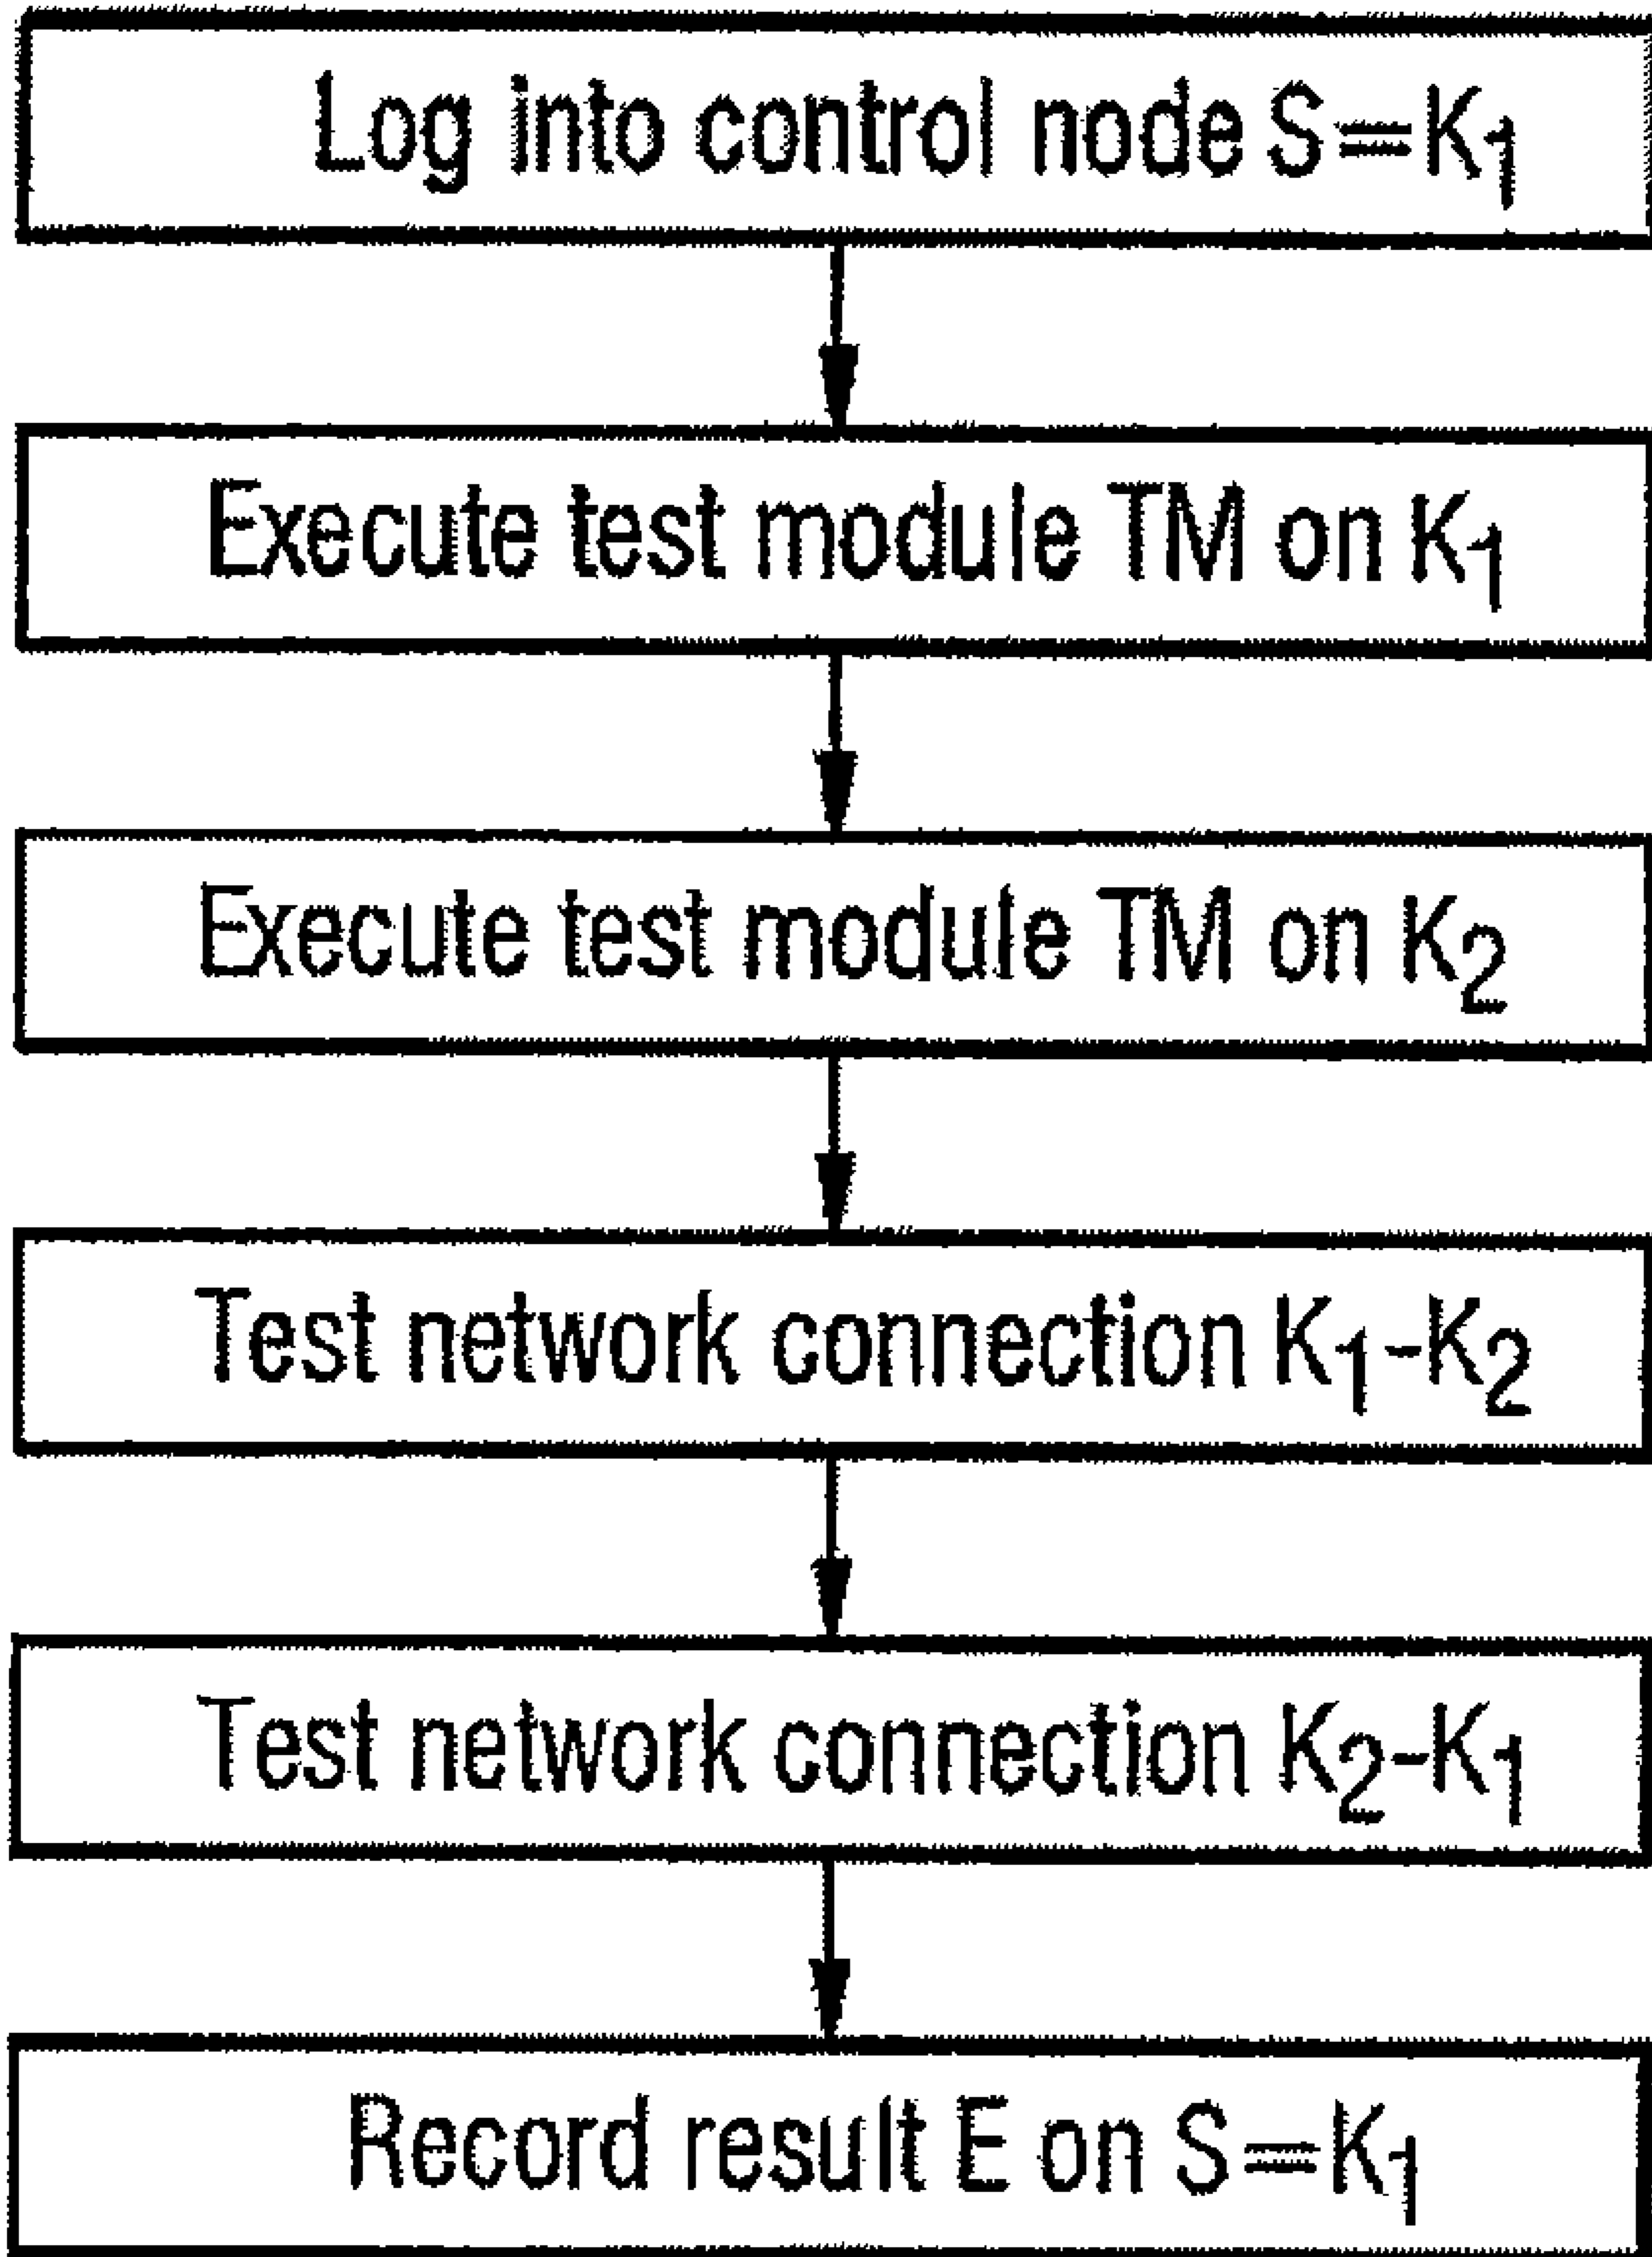 Log into control node S=K₁
Execute test module TM on K₁
Execute test module TM on K₂
Test network connection K₁-K₂
Test network connection K₂-K₁
Record result E on S=K₁